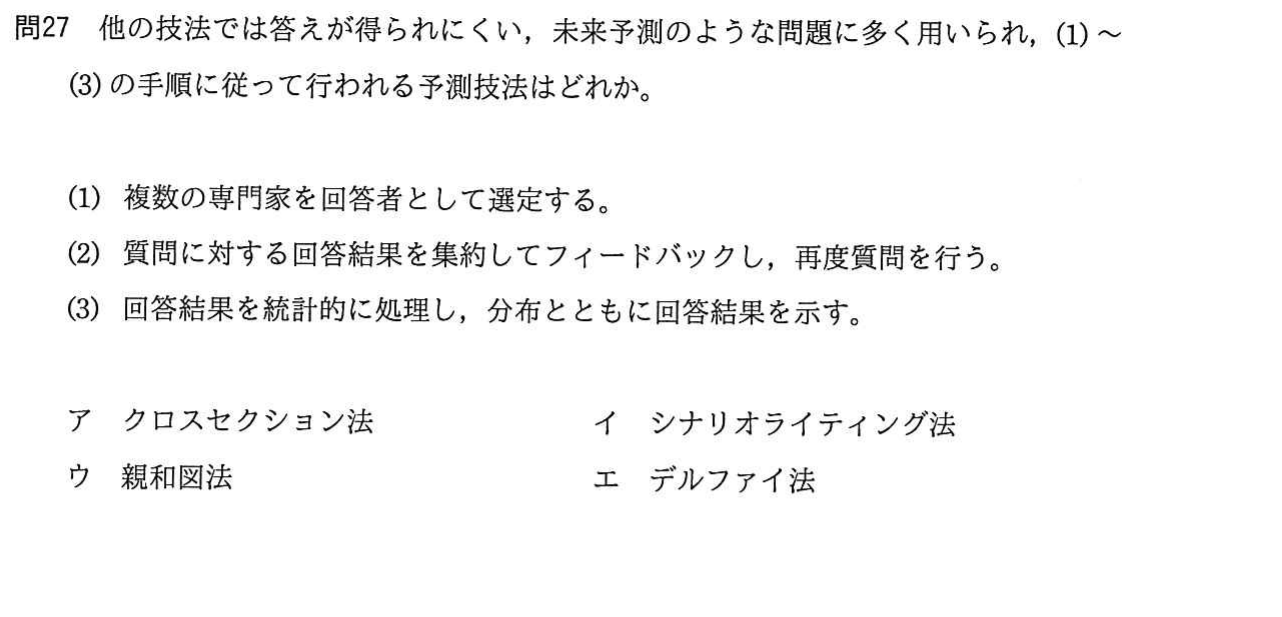 問27 他の技法では答えが得られにくい，未来予測のような問題に多く用いられ，(1)～
(3)の手順に従って行われる予測技法はどれか。
(1) 複数の専門家を回答者として選定する。
(2) 質問に対する回答結果を集約してフィードバックし，再度質問を行う。
(3) 回答結果を統計的に処理し，分布とともに回答結果を示す。
ア クロスセクション法 イ シナリオライティング法
ウ 親和図法 エ デルファイ法